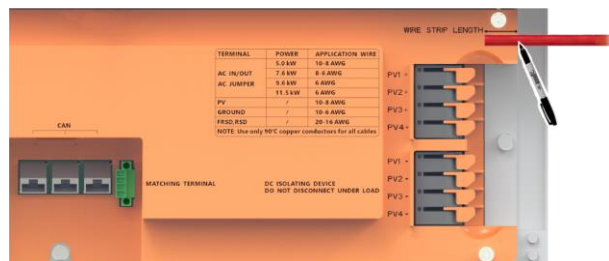 WIRE STRIP LENGTH
TERMINAL POWER APPLICATION WIRE
5.0 kW 10-8 AWG
AC IN/OUT 7.6 kW 8-6 AWG
AC JUMPER 9.6 kW 6 AWG
11.5 kW 6 AWG
PV / 10-8 AWG
GROUND / 10-6 AWG
FRSD,RSD / 20-16 AWG
NOTE: Use only 90°C copper conductors for all cables
PV1 +
PV2 +
PV3 +
PV4 +
CAN
PV1 -
PV2 -
PV3 -
PV4 -
MATCHING TERMINAL
DC ISOLATING DEVICE
DO NOT DISCONNECT UNDER LOAD